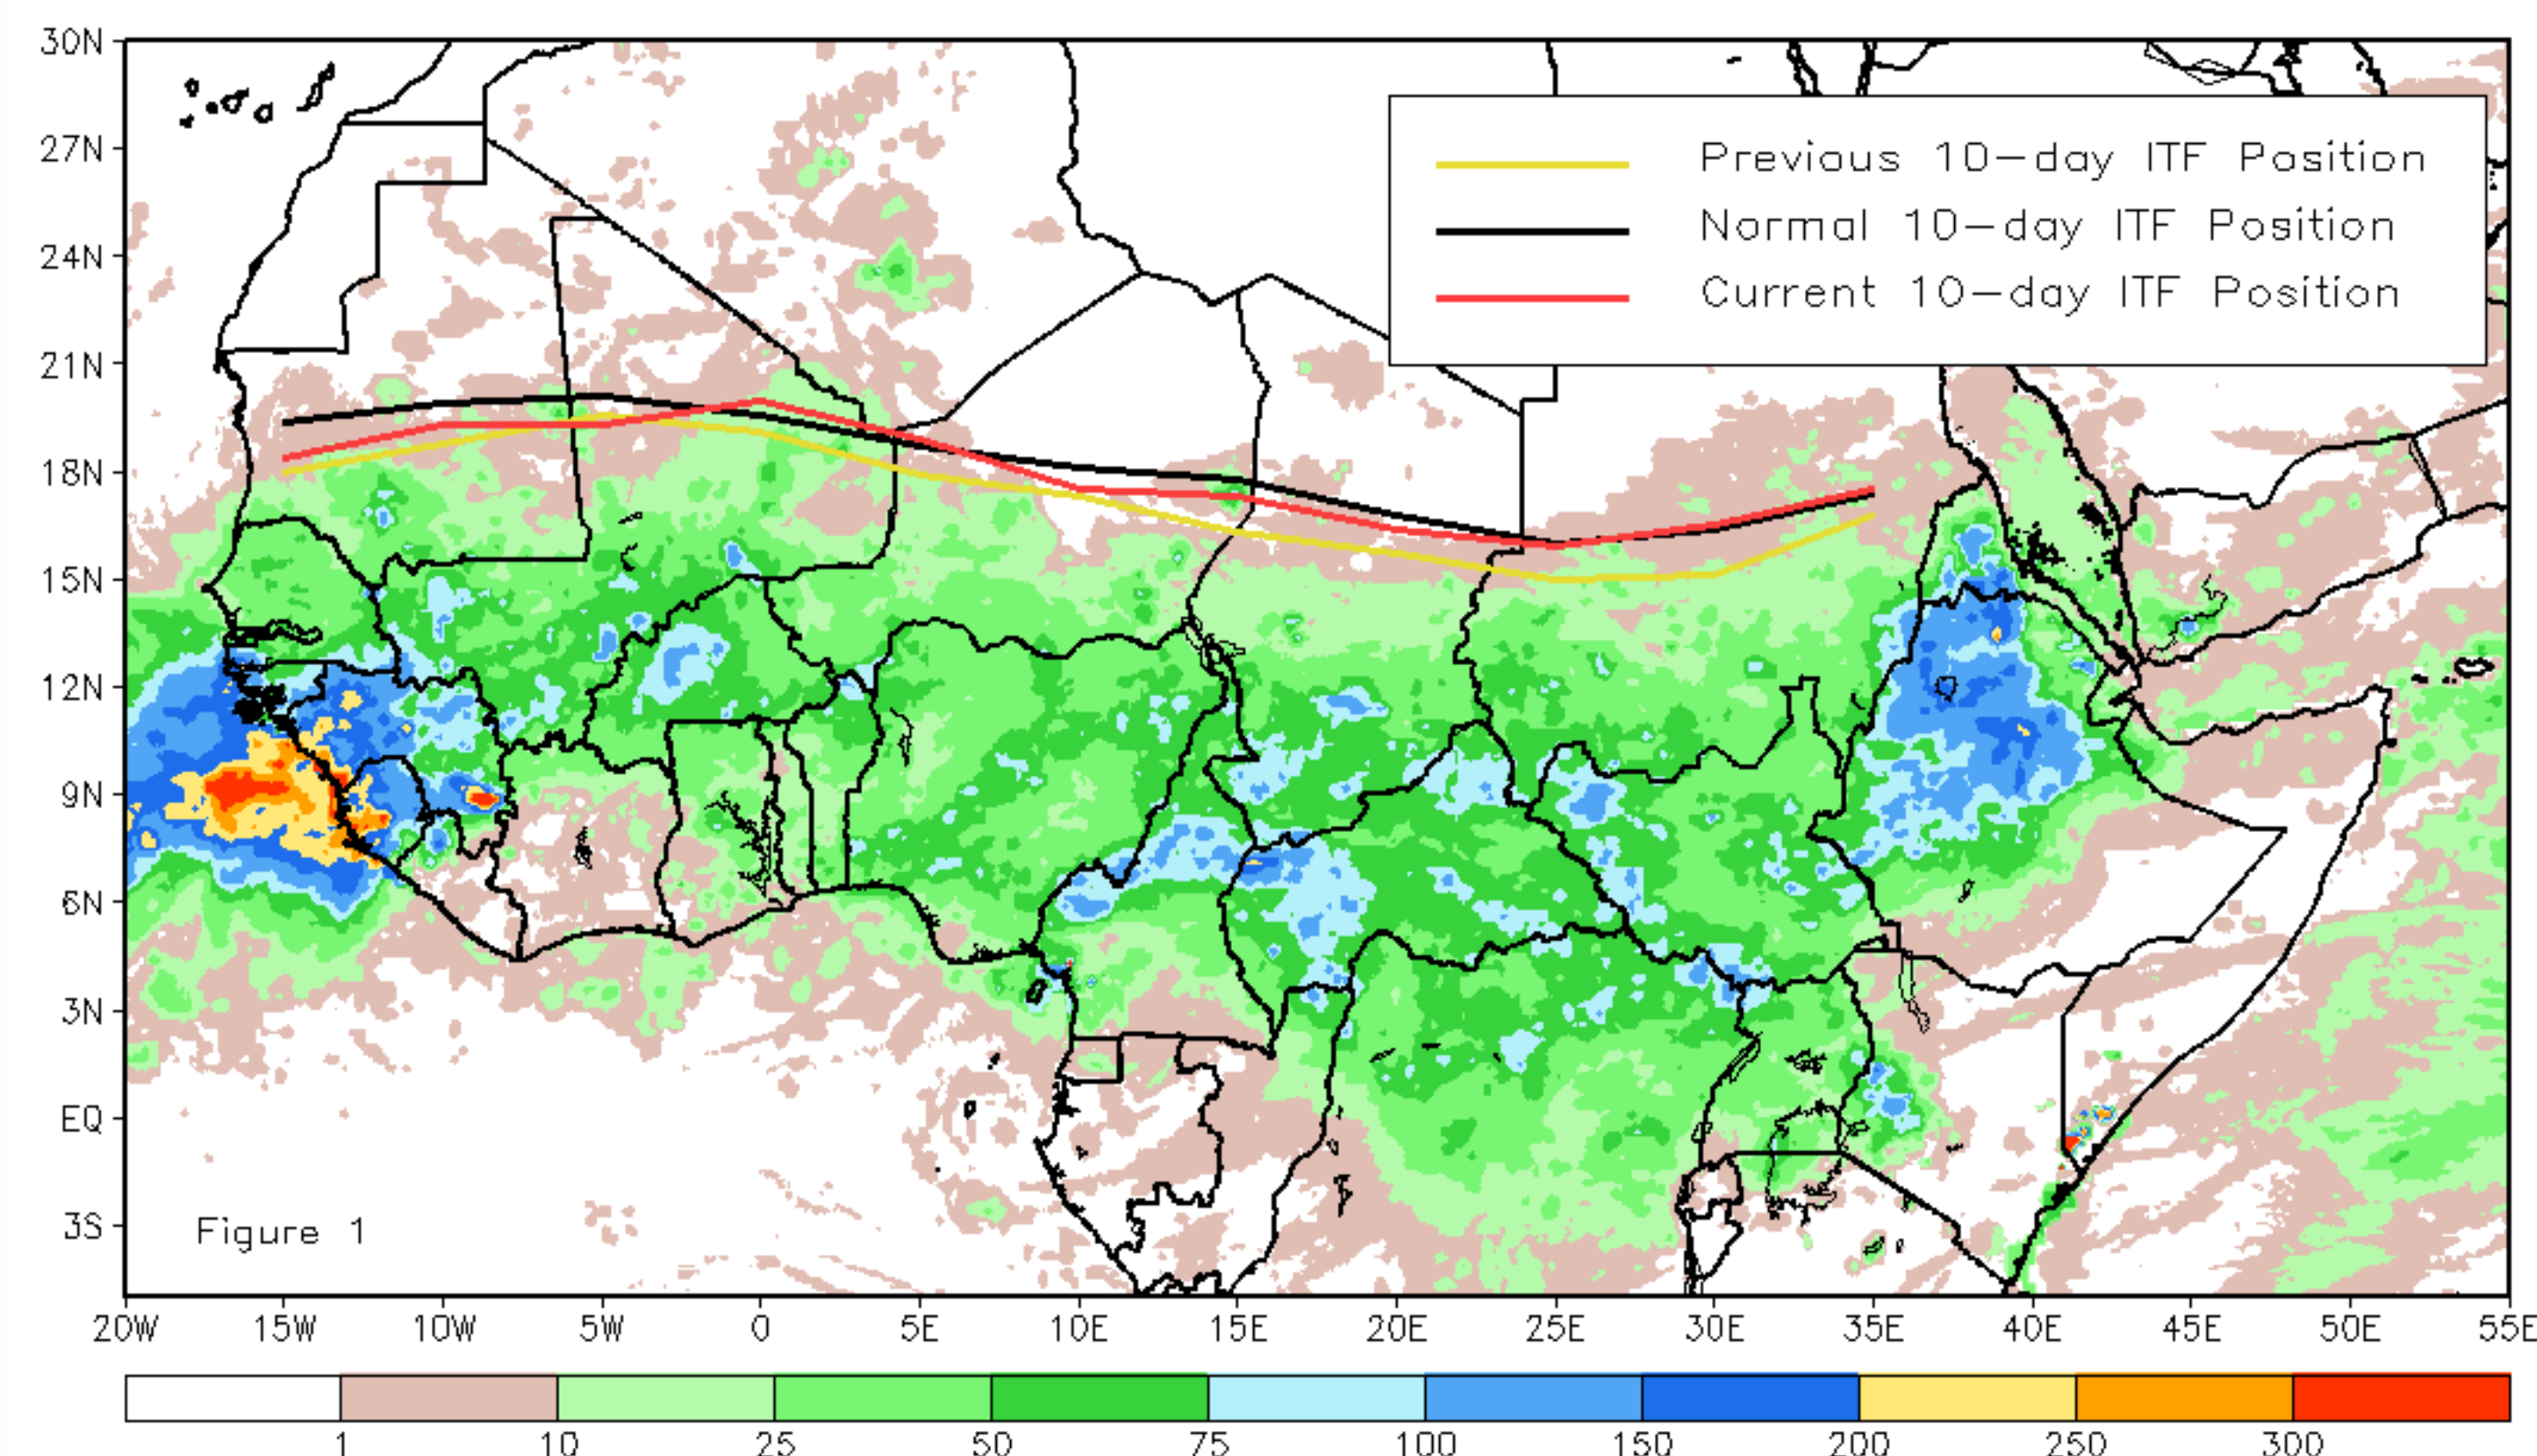 30N
27N
24N
21N
18N
15N
12N
9N
6N
3N
EQ
3S
Previous 10-day ITF Position
Normal 10-day ITF Position
Current 10-day ITF Position
Figure 1
20W 15W 10W 5W 0 5E 10E 15E 20E 25E 30E 35E 40E 45E 50E 55E
1 10 25 50 75 100 150 200 250 300